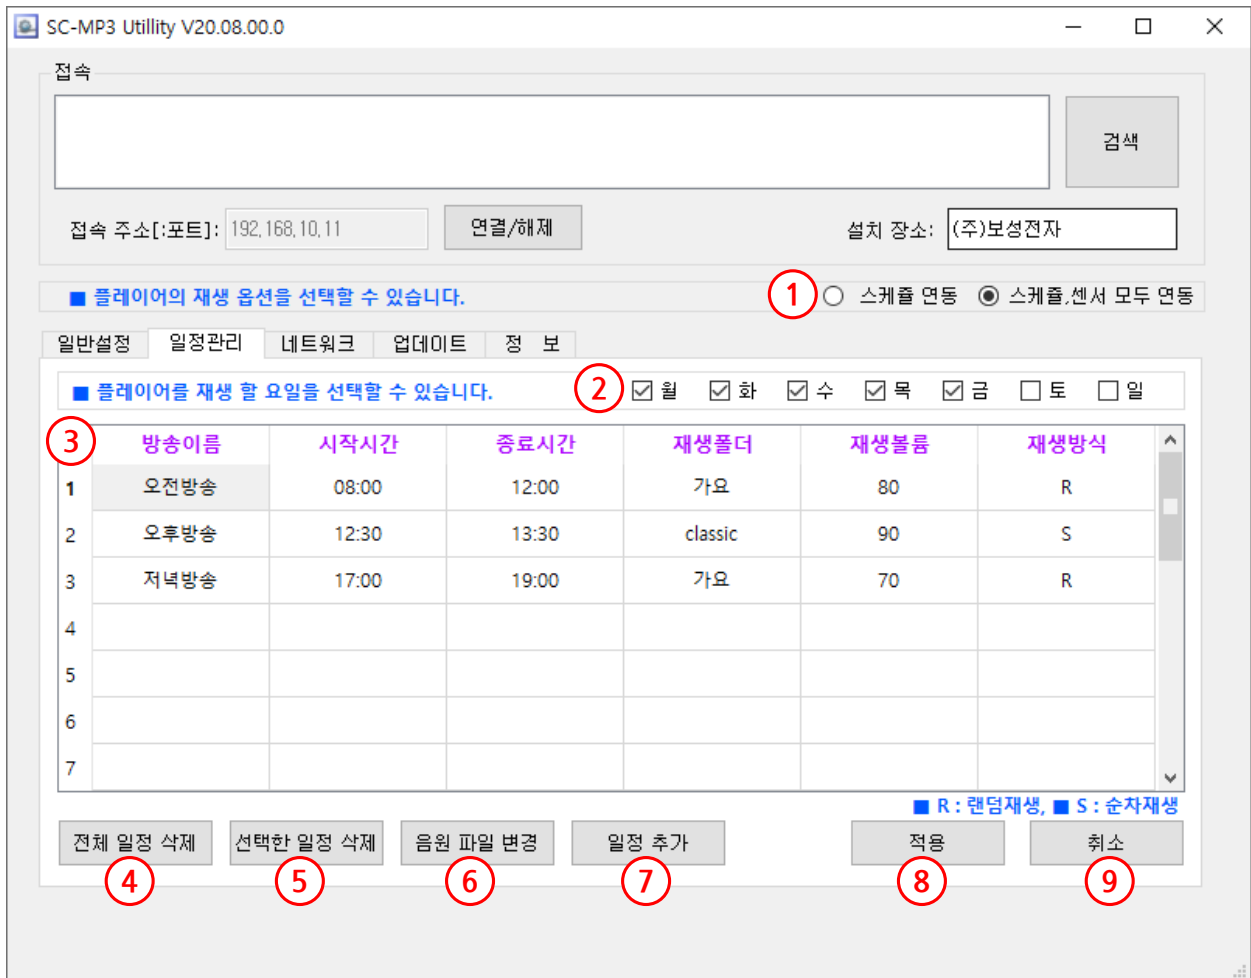 SC-MP3 Utillity V20.08.00.0
접속
검색
접속 주소[:포트]: 192,168,10,11 연결/해제 설치 장소: (주)보성전자
■ 플레이어의 재생 옵션을 선택할 수 있습니다. 1 스케쥴 연동 스케쥴,센서 모두 연동
일반설정 일정관리 네트워크 업데이트 정 보
■ 플레이어를 재생 할 요일을 선택할 수 있습니다. 2 월 화 수 목 금 토 일
3 방송이름 시작시간 종료시간 재생폴더 재생볼륨 재생방식
1 오전방송 08:00 12:00 가요 80 R
2 오후방송 12:30 13:30 classic 90 S
3 저녁방송 17:00 19:00 가요 70 R
4
5
6
7
■ R : 랜덤재생, ■ S : 순차재생
전체 일정 삭제 선택한 일정 삭제 음원 파일 변경 일정 추가 적용 취소
4 5 6 7 8 9